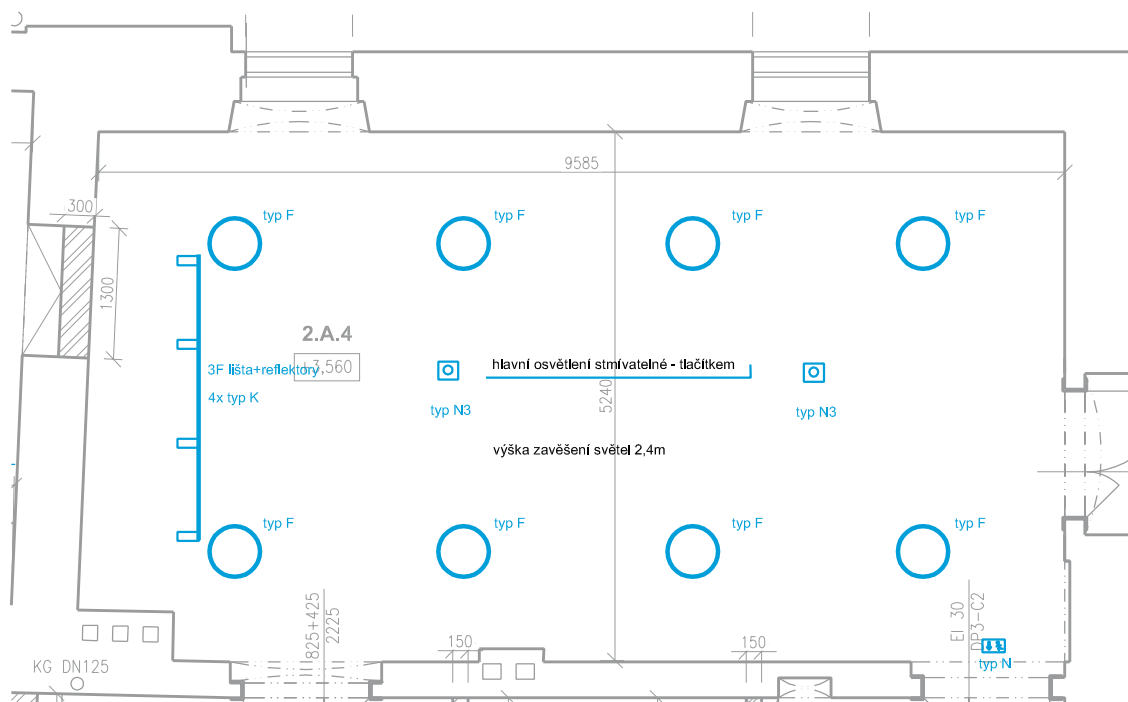 9585
300
typ F
typ F
typ F
typ F
1300
2.A.4
3F lišta+reflektory
+3,560
hlavní osvětlení stmívatelné - tlačítkem
4x typ K
typ N3
5240
typ N3
výška zavěšení světel 2,4m
typ F
typ F
typ F
typ F
825+425
2225
150
150
EI 30
DP3-C2
KG DN125
typ N